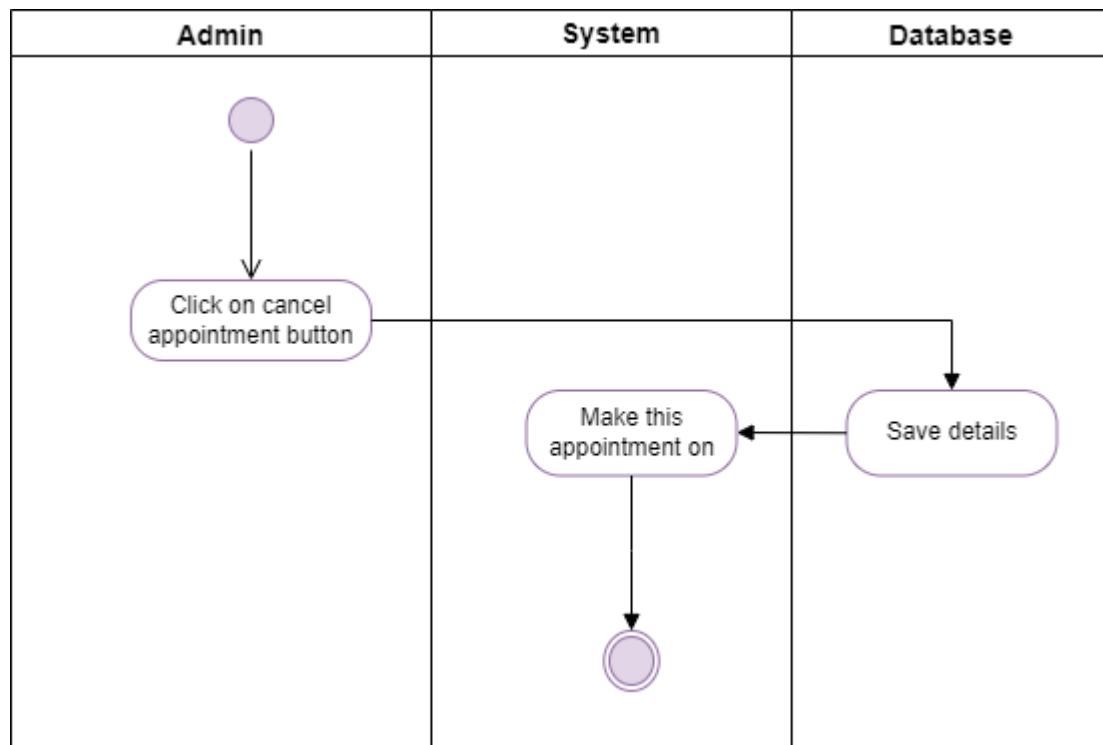 Admin
System
Database
Click on cancel
appointment button
Make this
appointment on
Save details